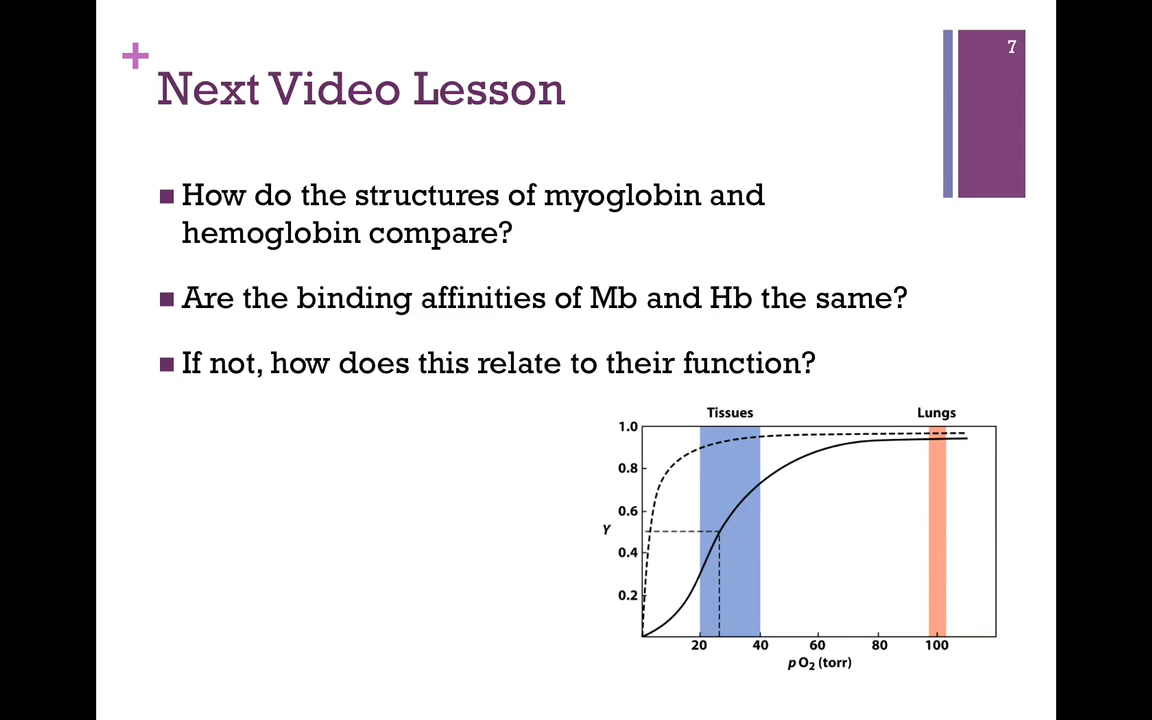 7
+
Next Video Lesson
How do the structures of myoglobin and
hemoglobin compare?
Are the binding affinities of Mb and Hb the same?
If not, how does this relate to their function?
Tissues Lungs
1.0
0.8
0.6
Y
0.4
0.2
20 40 60 80 100
pO₂ (torr)